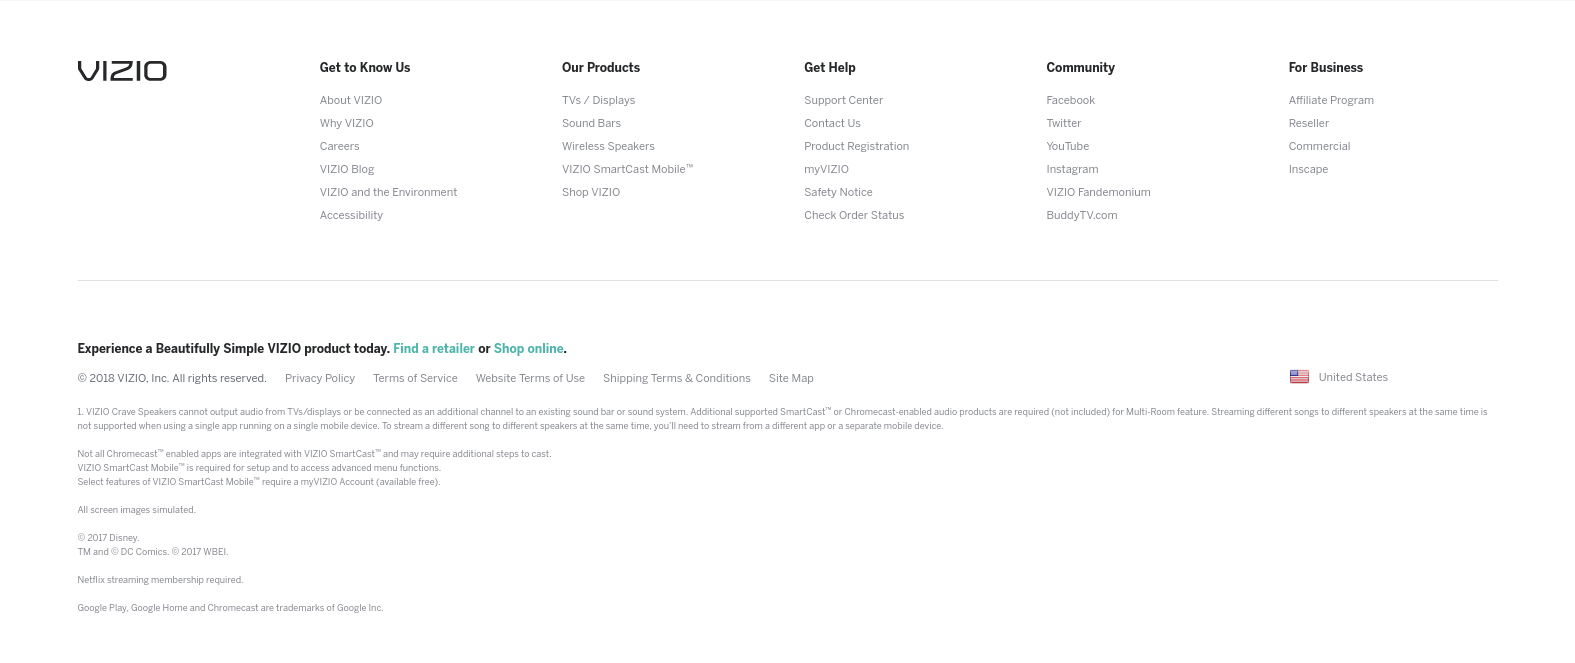 VIZIO
Get to Know Us
About VIZIO
Why VIZIO
Careers
VIZIO Blog
VIZIO and the Environment
Accessibility
Our Products
TVs / Displays
Sound Bars
Wireless Speakers
VIZIO SmartCast Mobile™
Shop VIZIO
Get Help
Support Center
Contact Us
Product Registration
myVIZIO
Safety Notice
Check Order Status
Community
Facebook
Twitter
YouTube
Instagram
VIZIO Fandemonium
BuddyTV.com
For Business
Affiliate Program
Reseller
Commercial
Inscape
Experience a Beautifully Simple VIZIO product today. Find a retailer or Shop online.
© 2018 VIZIO, Inc. All rights reserved. Privacy Policy Terms of Service Website Terms of Use Shipping Terms & Conditions Site Map United States
1. VIZIO Crave Speakers cannot output audio from TVs/displays or be connected as an additional channel to an existing sound bar or sound system. Additional supported SmartCast™ or Chromecast-enabled audio products are required (not included) for Multi-Room feature. Streaming different songs to different speakers at the same time is
not supported when using a single app running on a single mobile device. To stream a different song to different speakers at the same time, you'll need to stream from a different app or a separate mobile device.
Not all Chromecast™ enabled apps are integrated with VIZIO SmartCast™ and may require additional steps to cast.
VIZIO SmartCast Mobile™ is required for setup and to access advanced menu functions.
Select features of VIZIO SmartCast Mobile™ require a myVIZIO Account (available free).
All screen images simulated.
© 2017 Disney.
TM and © DC Comics. © 2017 WBEI.
Netflix streaming membership required.
Google Play, Google Home and Chromecast are trademarks of Google Inc.